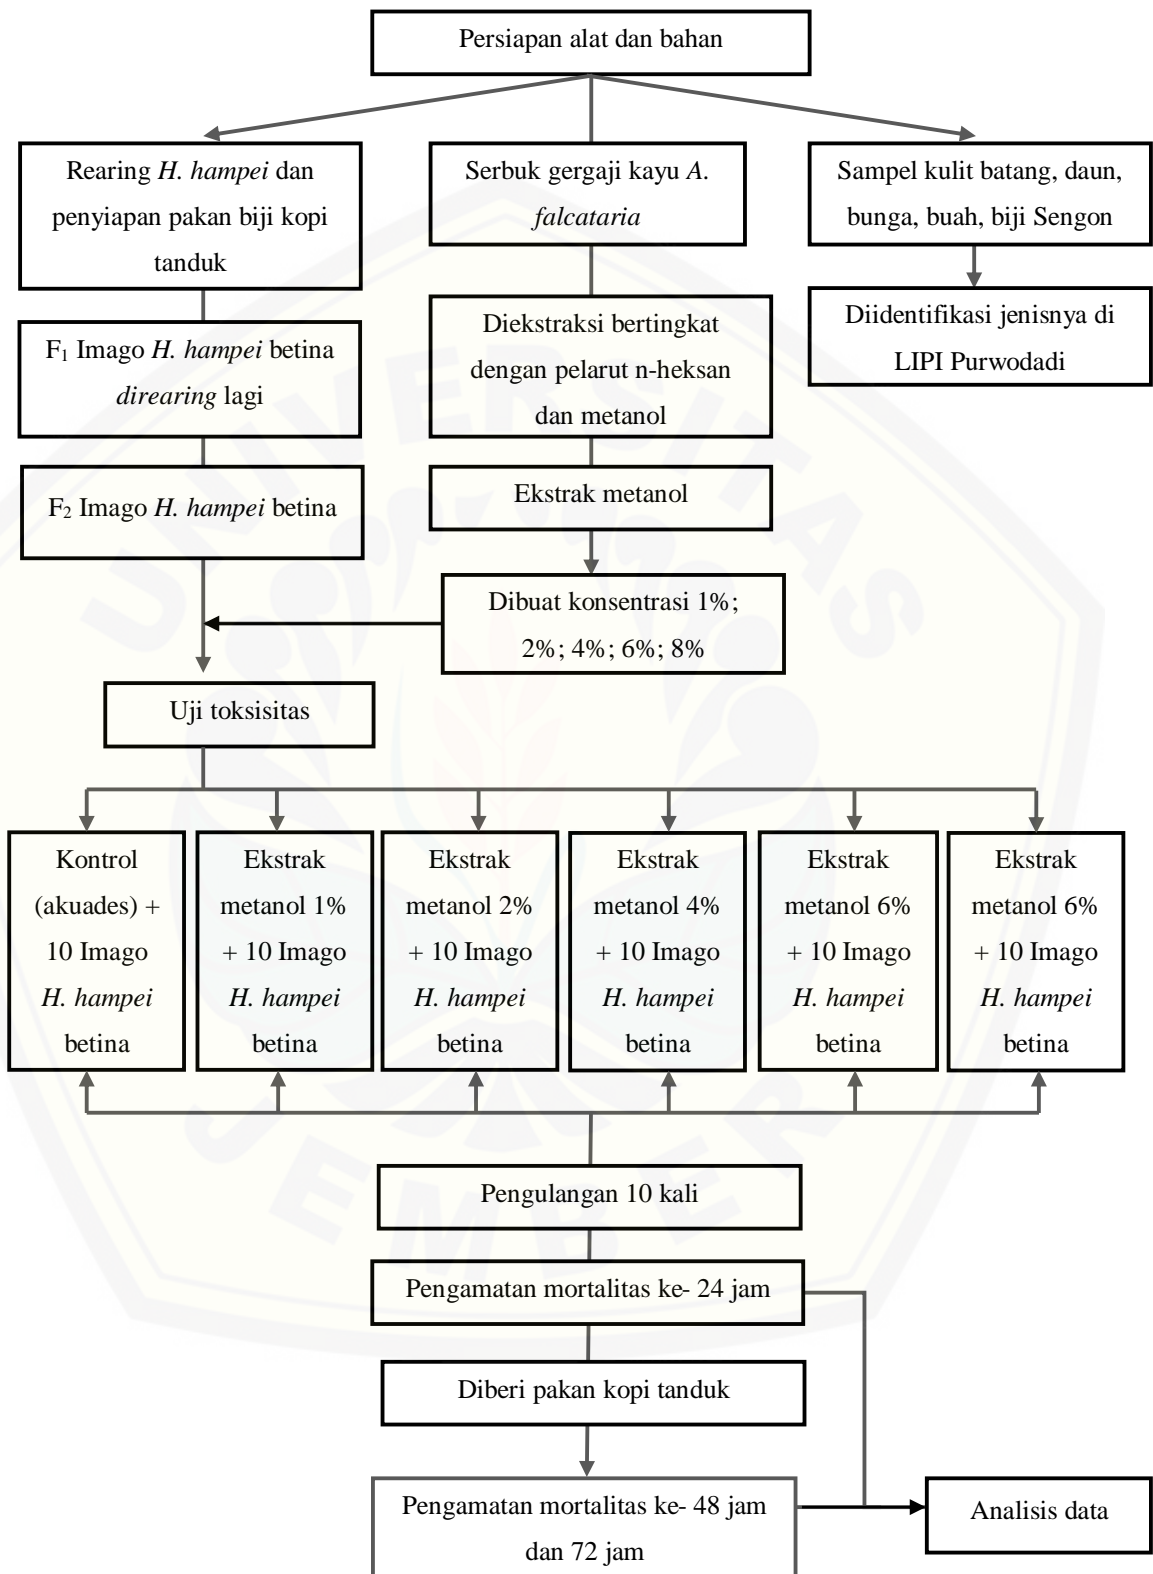 Persiapan alat dan bahan
Rearing H. hampei dan
penyiapan pakan biji kopi
tanduk
Serbuk gergaji kayu A.
falcataria
Sampel kulit batang, daun,
bunga, buah, biji Sengon
F₁ Imago H. hampei betina
direaring lagi
Diekstraksi bertingkat
dengan pelarut n-heksan
dan metanol
Diidentifikasi jenisnya di
LIPI Purwodadi
F₂ Imago H. hampei betina
Ekstrak metanol
Dibuat konsentrasi 1%;
2%; 4%; 6%; 8%
Uji toksisitas
Kontrol
(akuades) +
10 Imago
H. hampei
betina
Ekstrak
metanol 1%
+ 10 Imago
H. hampei
betina
Ekstrak
metanol 2%
+ 10 Imago
H. hampei
betina
Ekstrak
metanol 4%
+ 10 Imago
H. hampei
betina
Ekstrak
metanol 6%
+ 10 Imago
H. hampei
betina
Ekstrak
metanol 6%
+ 10 Imago
H. hampei
betina
Pengulangan 10 kali
Pengamatan mortalitas ke- 24 jam
Diberi pakan kopi tanduk
Pengamatan mortalitas ke- 48 jam
dan 72 jam
Analisis data
UNIVERSITAS
JEMBER